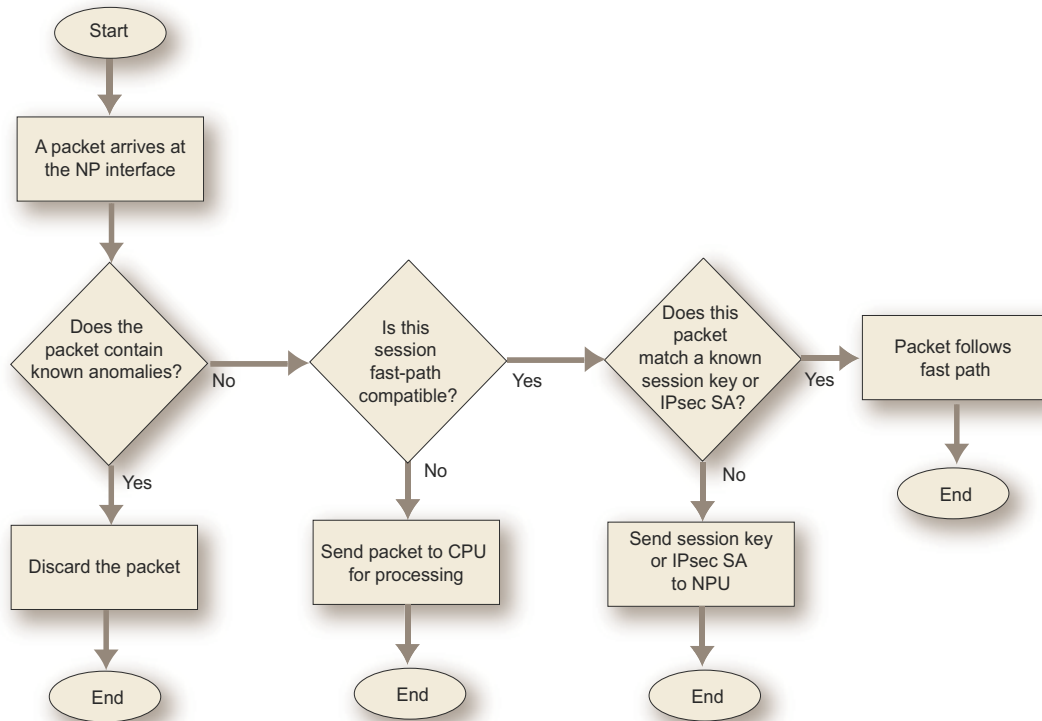 Start
A packet arrives at
the NP interface
Does the
packet contain
known anomalies?
No
Yes
Is this
session
fast-path
compatible?
Yes
No
Does this
packet
match a known
session key or
IPsec SA?
Yes
No
Packet follows
fast path
End
Discard the packet
Send packet to CPU
for processing
Send session key
or IPsec SA
to NPU
End
End
End